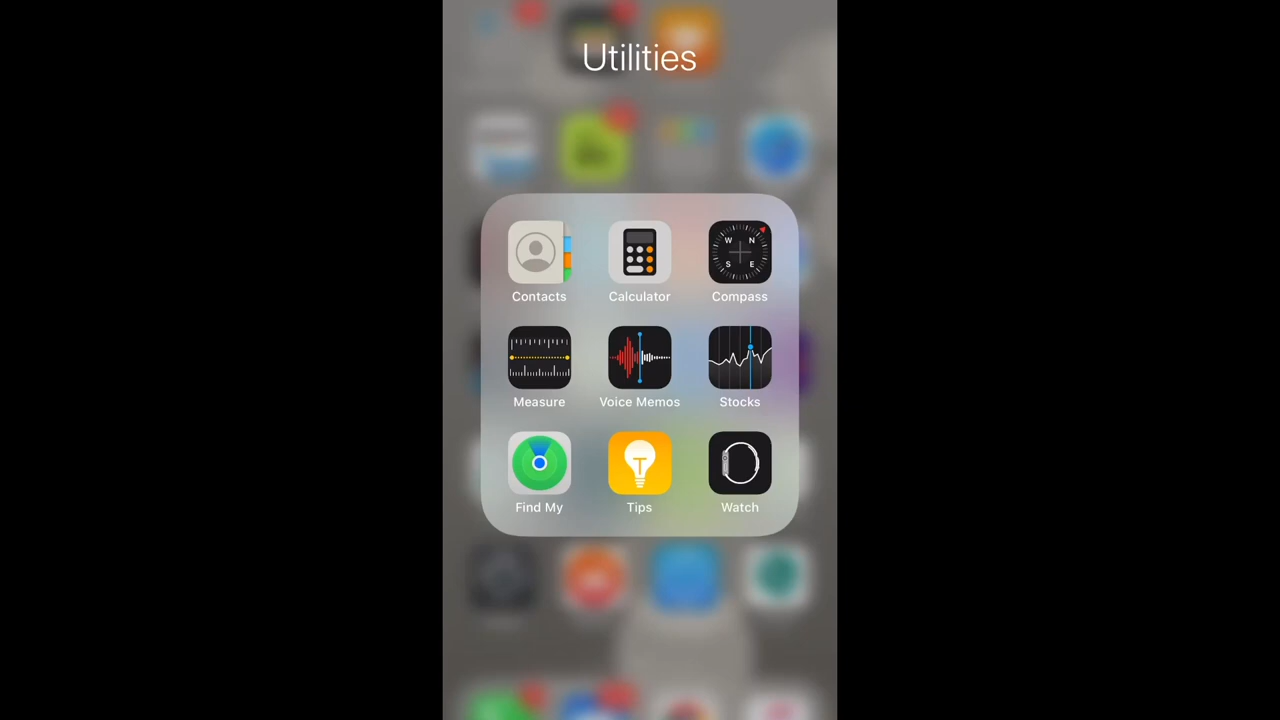 Utilities
Contacts
Calculator
W N
S E
Compass
Measure
Voice Memos
Stocks
Find My
Tips
Watch